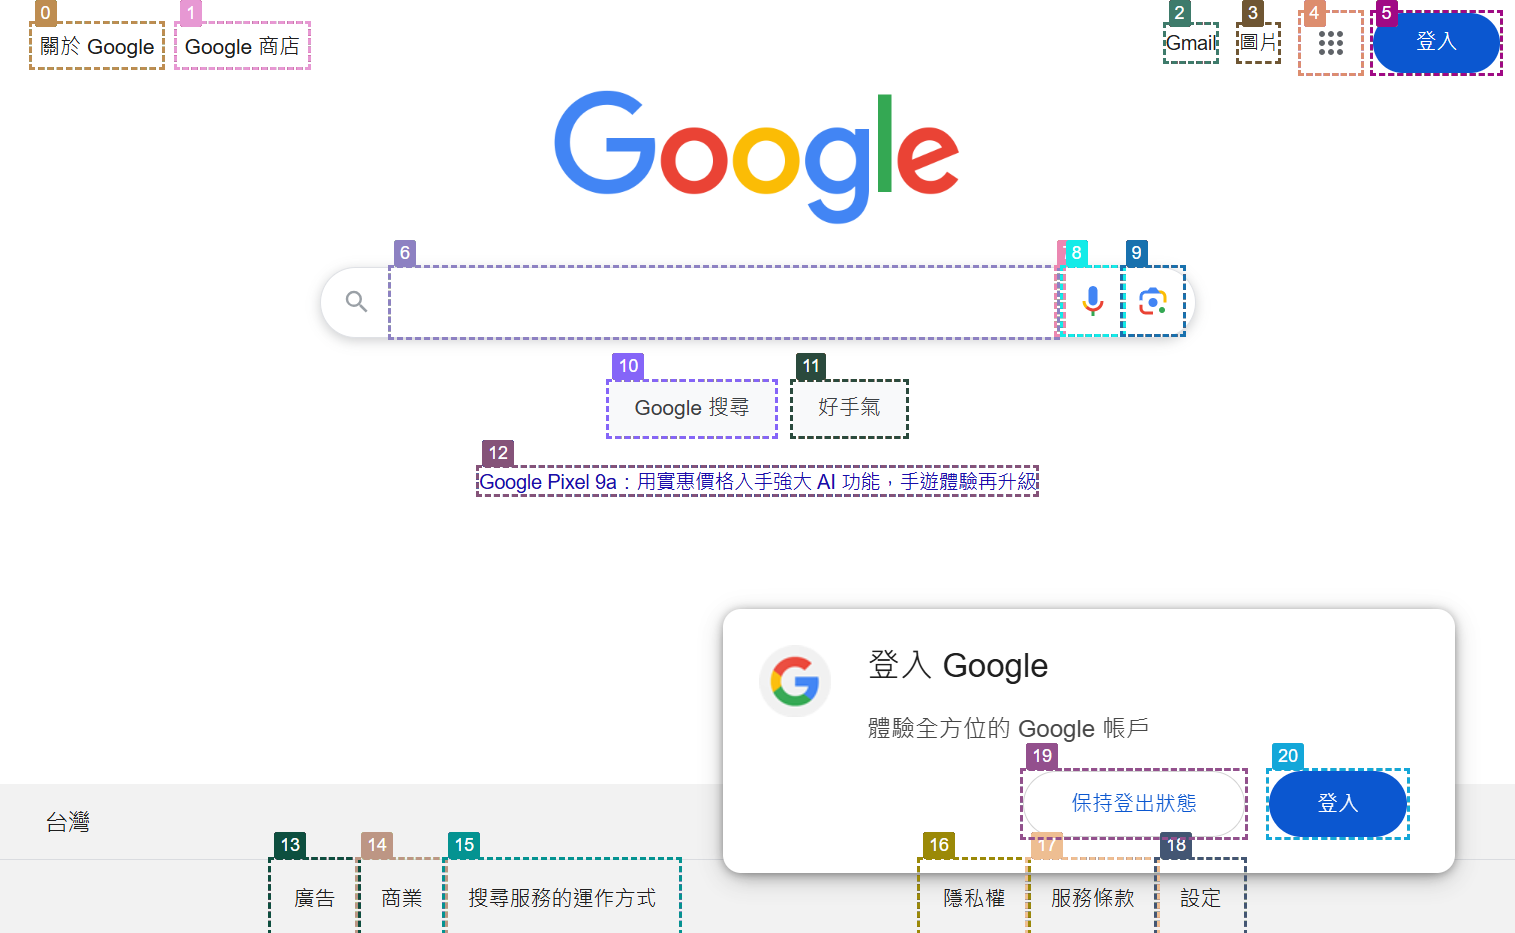 0 1 2 3 4 5
關於 Google Google 商店 Gmail 圖片 登入
Google
6 8 9
10 11
Google 搜尋 好手氣
12
Google Pixel 9a：用實惠價格入手強大 AI 功能，手遊體驗再升級
登入 Google
體驗全方位的 Google 帳戶
19 20
保持登出狀態 登入
台灣
13 14 15 16 17 18
廣告 商業 搜尋服務的運作方式 隱私權 服務條款 設定